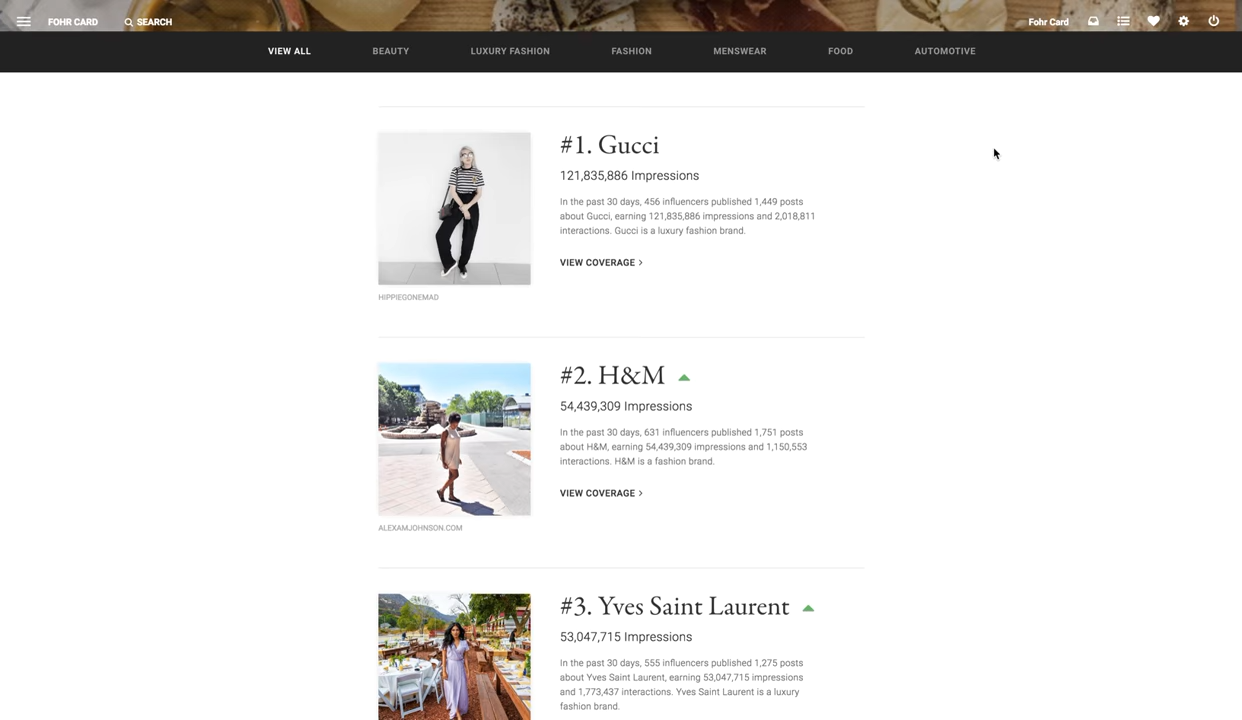 FOHR CARD SEARCH Fohr Card
VIEW ALL BEAUTY LUXURY FASHION FASHION MENSWEAR FOOD AUTOMOTIVE
#1. Gucci
121,835,886 Impressions
In the past 30 days, 456 influencers published 1,449 posts
about Gucci, earning 121,835,886 impressions and 2,018,811
interactions. Gucci is a luxury fashion brand.
VIEW COVERAGE >
HIPPIEGONEMAD
#2. H&M
54,439,309 Impressions
In the past 30 days, 631 influencers published 1,751 posts
about H&M, earning 54,439,309 impressions and 1,150,553
interactions. H&M is a fashion brand.
VIEW COVERAGE >
ALEXAMJOHNSON.COM
#3. Yves Saint Laurent
53,047,715 Impressions
In the past 30 days, 555 influencers published 1,275 posts
about Yves Saint Laurent, earning 53,047,715 impressions
and 1,773,437 interactions. Yves Saint Laurent is a luxury
fashion brand.